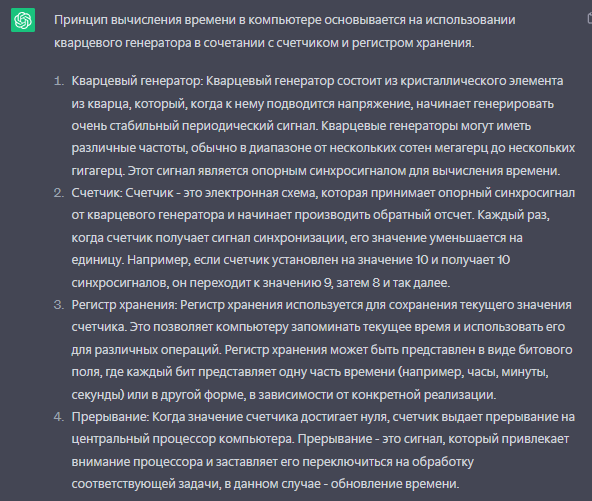 Принцип вычисления времени в компьютере основывается на использовании
кварцевого генератора в сочетании с счетчиком и регистром хранения.
1. Кварцевый генератор: Кварцевый генератор состоит из кристаллического элемента
из кварца, который, когда к нему подводится напряжение, начинает генерировать
очень стабильный периодический сигнал. Кварцевые генераторы могут иметь
различные частоты, обычно в диапазоне от нескольких сотен мегагерц до нескольких
гигагерц. Этот сигнал является опорным синхросигналом для вычисления времени.
2. Счетчик: Счетчик - это электронная схема, которая принимает опорный синхросигнал
от кварцевого генератора и начинает производить обратный отсчет. Каждый раз,
когда счетчик получает сигнал синхронизации, его значение уменьшается на
единицу. Например, если счетчик установлен на значение 10 и получает 10
синхросигналов, он переходит к значению 9, затем 8 и так далее.
3. Регистр хранения: Регистр хранения используется для сохранения текущего значения
счетчика. Это позволяет компьютеру запоминать текущее время и использовать его
для различных операций. Регистр хранения может быть представлен в виде битового
поля, где каждый бит представляет одну часть времени (например, часы, минуты,
секунды) или в другой форме, в зависимости от конкретной реализации.
4. Прерывание: Когда значение счетчика достигает нуля, счетчик выдает прерывание на
центральный процессор компьютера. Прерывание - это сигнал, который привлекает
внимание процессора и заставляет его переключиться на обработку
соответствующей задачи, в данном случае - обновление времени.